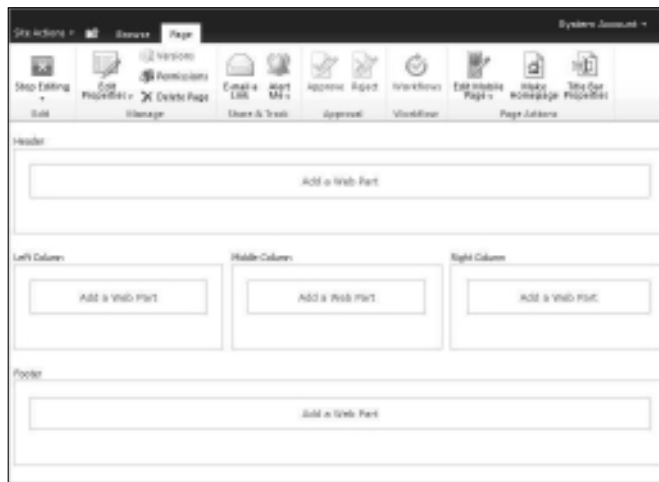 System Account
Site Actions Browse Page
Versions
Permissions
Delete Page
Stop Editing
Edit Properties
E-mail a Link
Alert Me
Approve
Reject
Workflows
Edit Mobile Page
Make Homepage
Title Bar Properties
Edit
Manage
Share & Track
Approval
Workflow
Page Actions
Header
Add a Web Part
Left Column
Middle Column
Right Column
Add a Web Part
Add a Web Part
Add a Web Part
Footer
Add a Web Part